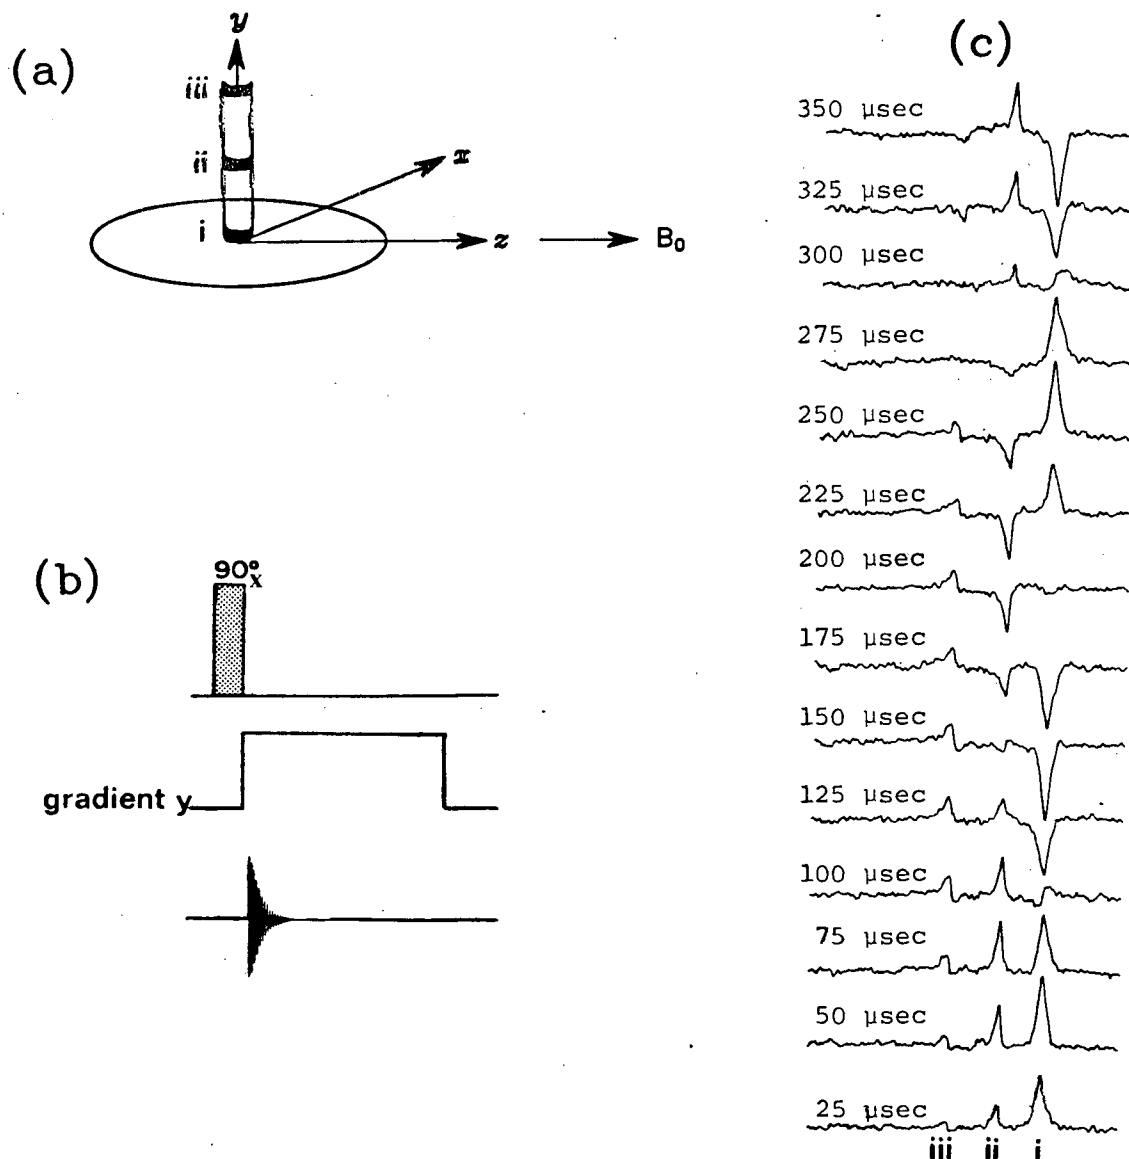 (a)
y
iii
ii
i
x
z
B₀
(b)
90°x
gradient y
(c)
350 μsec
325 μsec
300 μsec
275 μsec
250 μsec
225 μsec
200 μsec
175 μsec
150 μsec
125 μsec
100 μsec
75 μsec
50 μsec
25 μsec
iii ii i